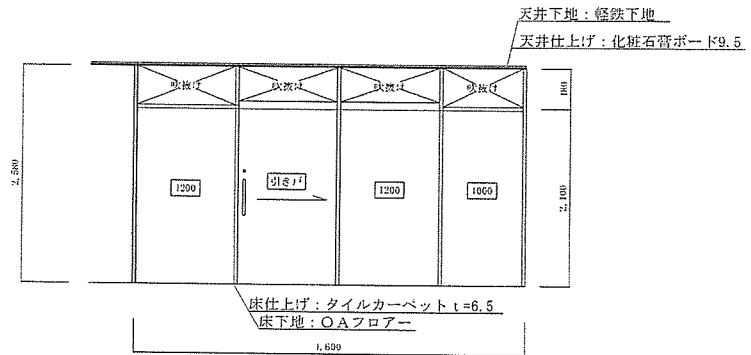 天井下地：軽鉄下地
天井仕上げ：化粧石膏ボード9.5
吹抜け 吹抜け 吹抜け 吹抜け
480
2,580
1200 引き戸 1200 1000
2,100
床仕上げ：タイルカーペット t=6.5
床下地：OAフロアー
4,600